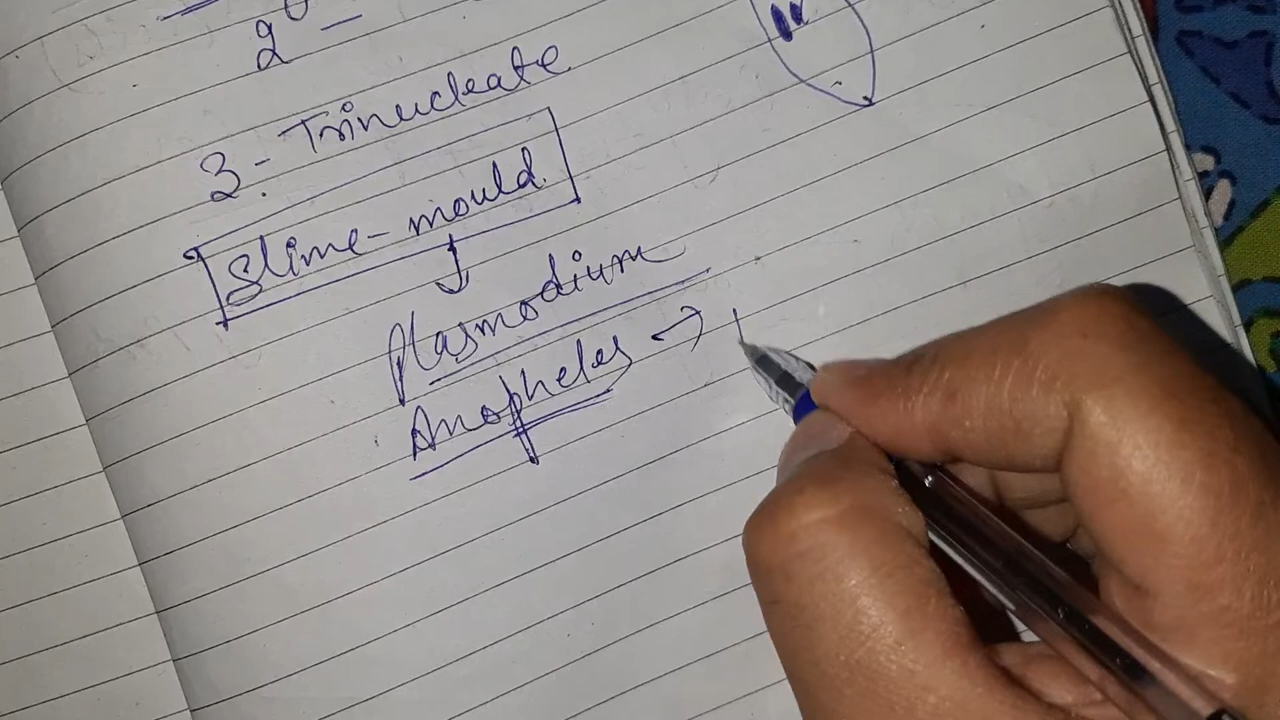 2
3. Trinucleate
Slime-mould.
Plasmodium
Anopheles →